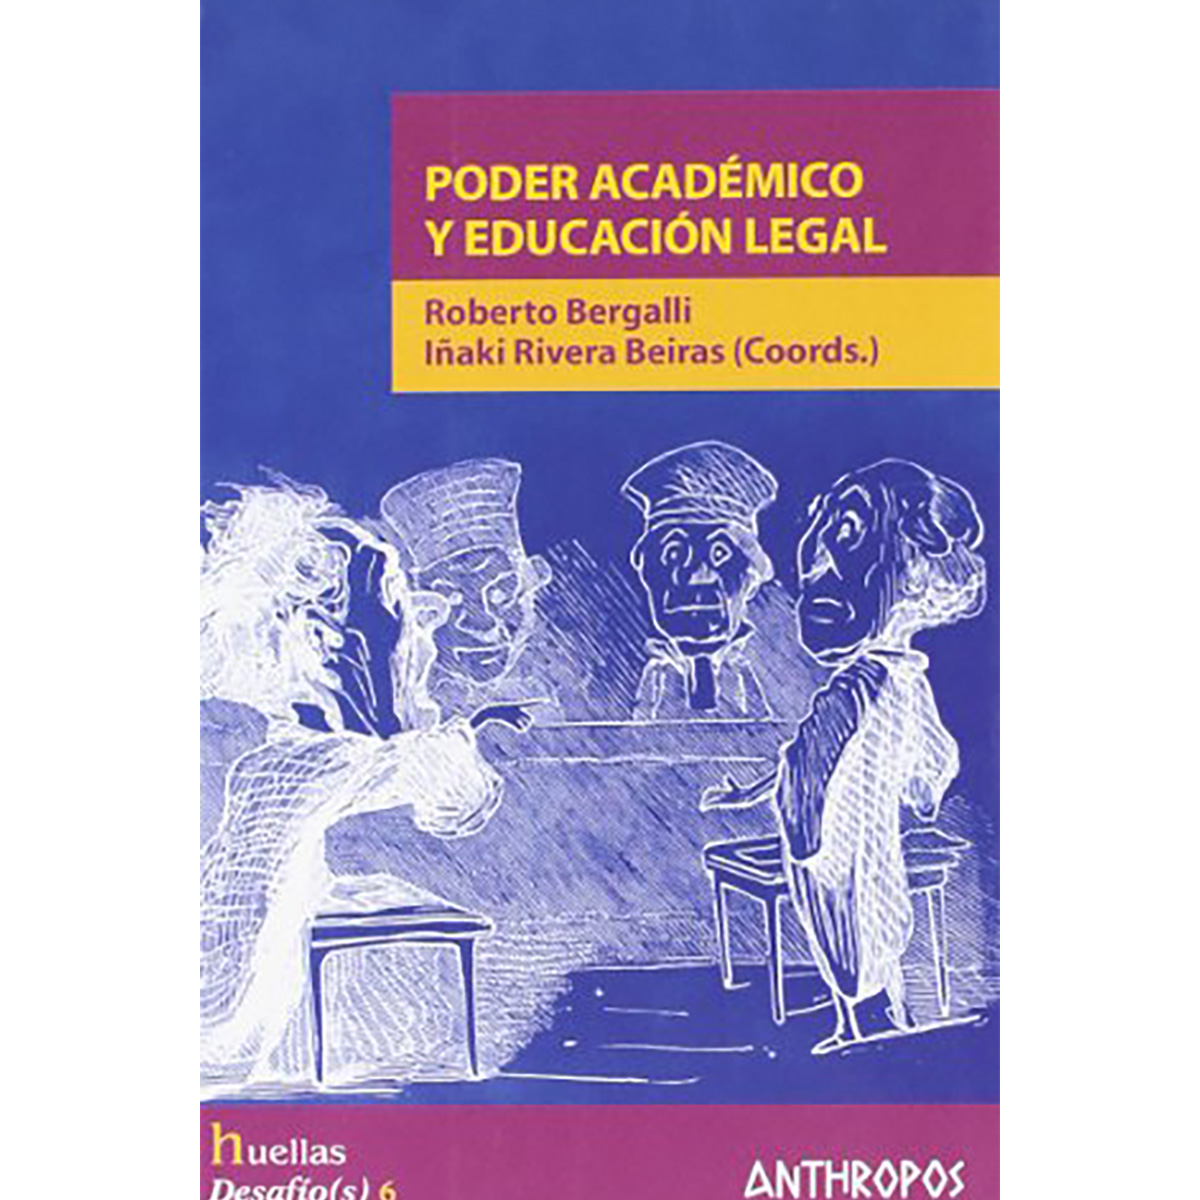 PODER ACADÉMICO
Y EDUCACIÓN LEGAL
Roberto Bergalli
Iñaki Rivera Beiras (Coords.)
huellas
Desafío(s) 6
ANTHROPOS